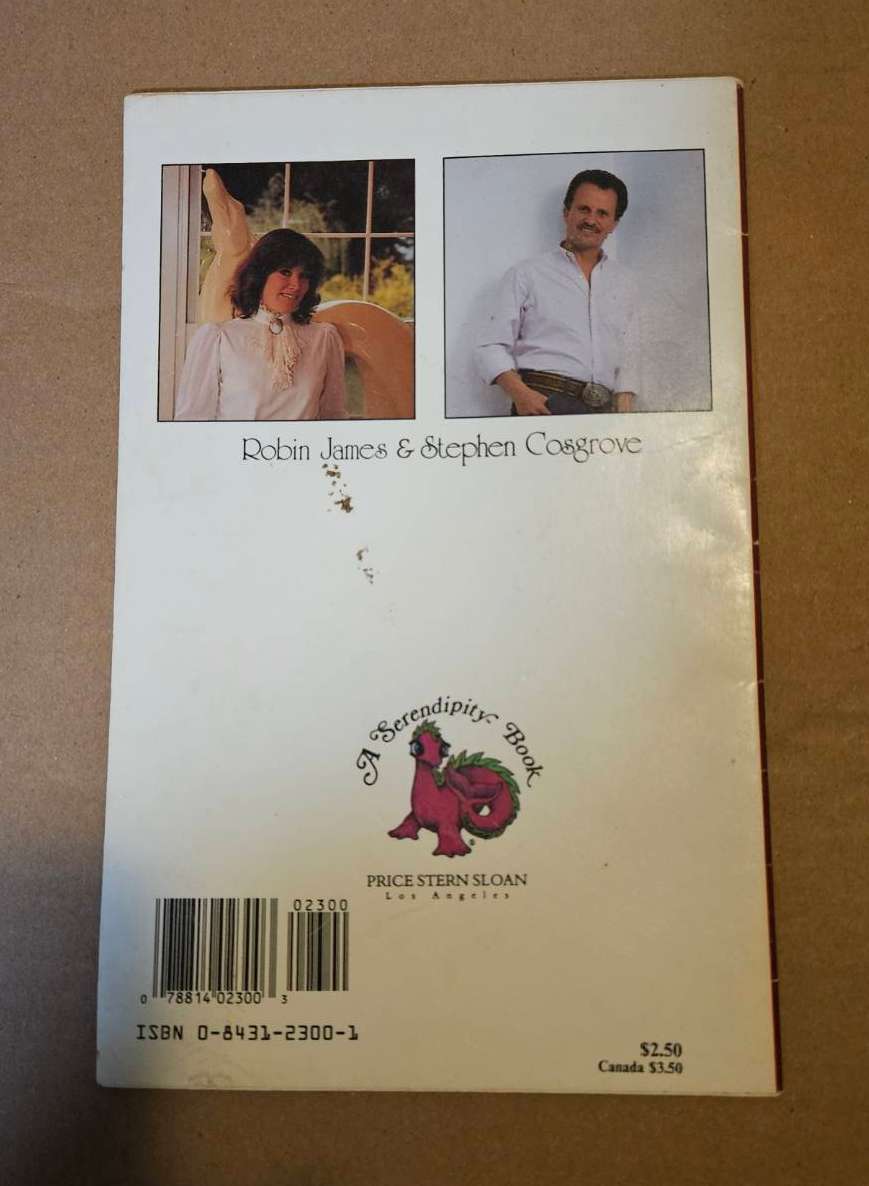 Robin James & Stephen Cosgrove
A Serendipity™ Book
PRICE STERN SLOAN
Los Angeles
02300
0 78814 02300 3
ISBN 0-8431-2300-1
$2.50
Canada $3.50